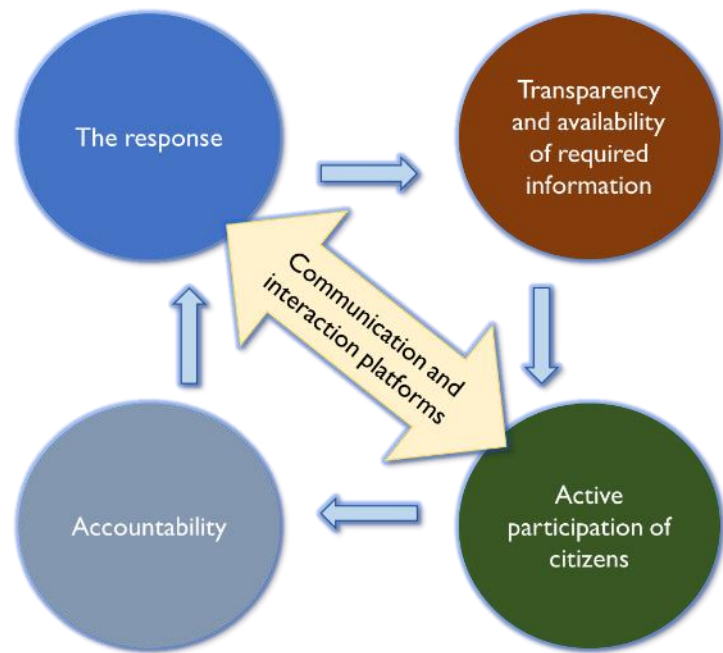 The response
Transparency
and availability
of required
information
Communication and
interaction platforms
Accountability
Active
participation of
citizens